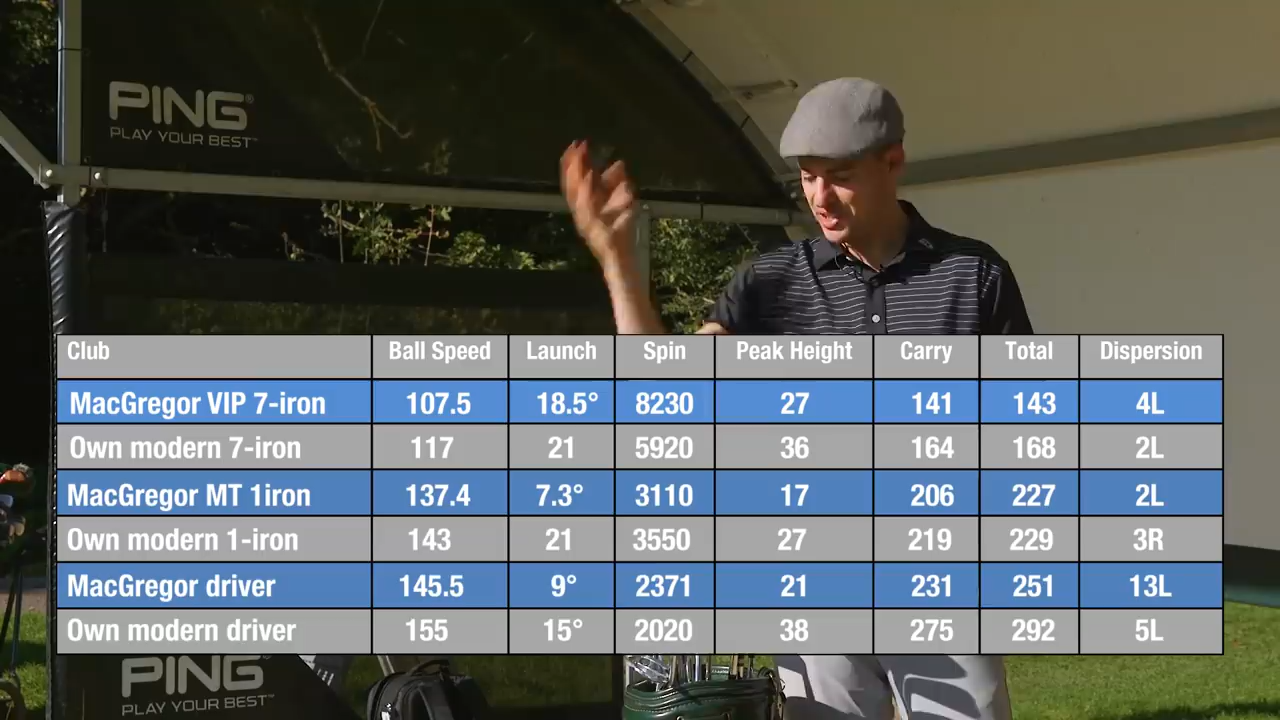 PING®
PLAY YOUR BEST™
Club Ball Speed Launch Spin Peak Height Carry Total Dispersion
MacGregor VIP 7-iron 107.5 18.5° 8230 27 141 143 4L
Own modern 7-iron 117 21 5920 36 164 168 2L
MacGregor MT 1iron 137.4 7.3° 3110 17 206 227 2L
Own modern 1-iron 143 21 3550 27 219 229 3R
MacGregor driver 145.5 9° 2371 21 231 251 13L
Own modern driver 155 15° 2020 38 275 292 5L
PING
PLAY YOUR BEST™